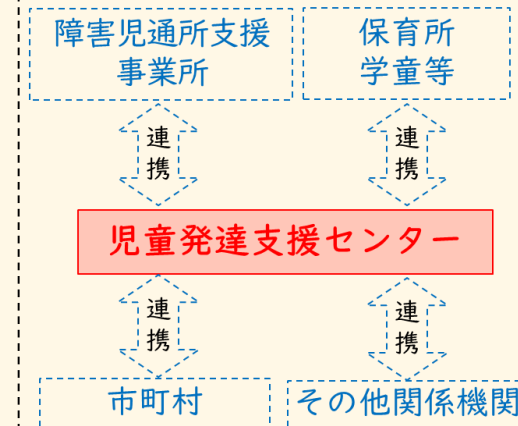 障害児通所支援
事業所
保育所
学童等
連
携
連
携
児童発達支援センター
連
携
連
携
市町村
その他関係機関